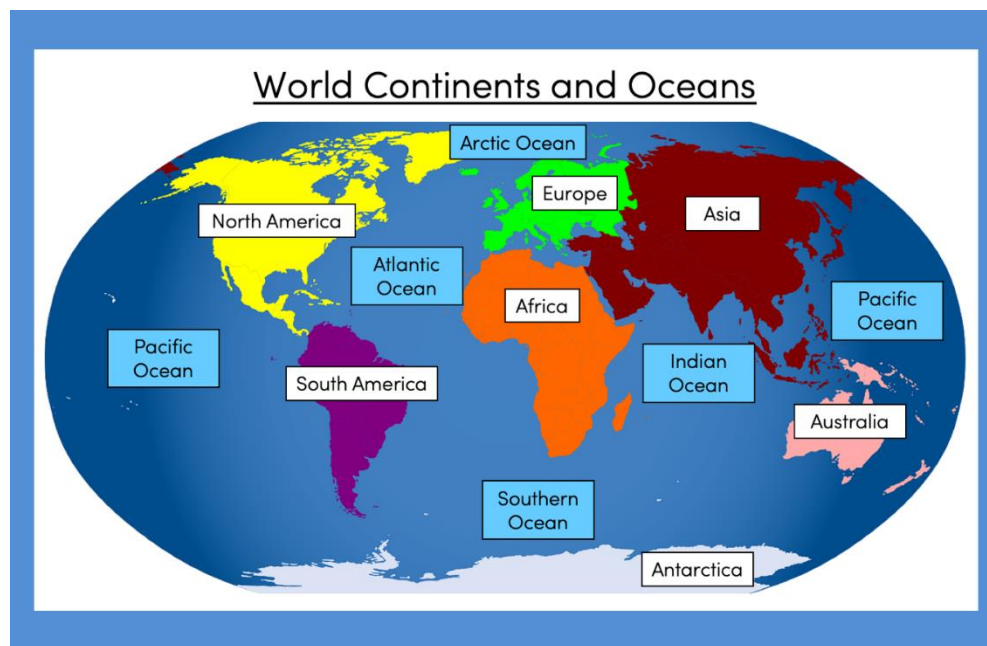 World Continents and Oceans
Arctic Ocean
Europe
North America
Asia
Atlantic
Ocean
Africa
Pacific
Ocean
Pacific
Ocean
Indian
Ocean
South America
Australia
Southern
Ocean
Antarctica